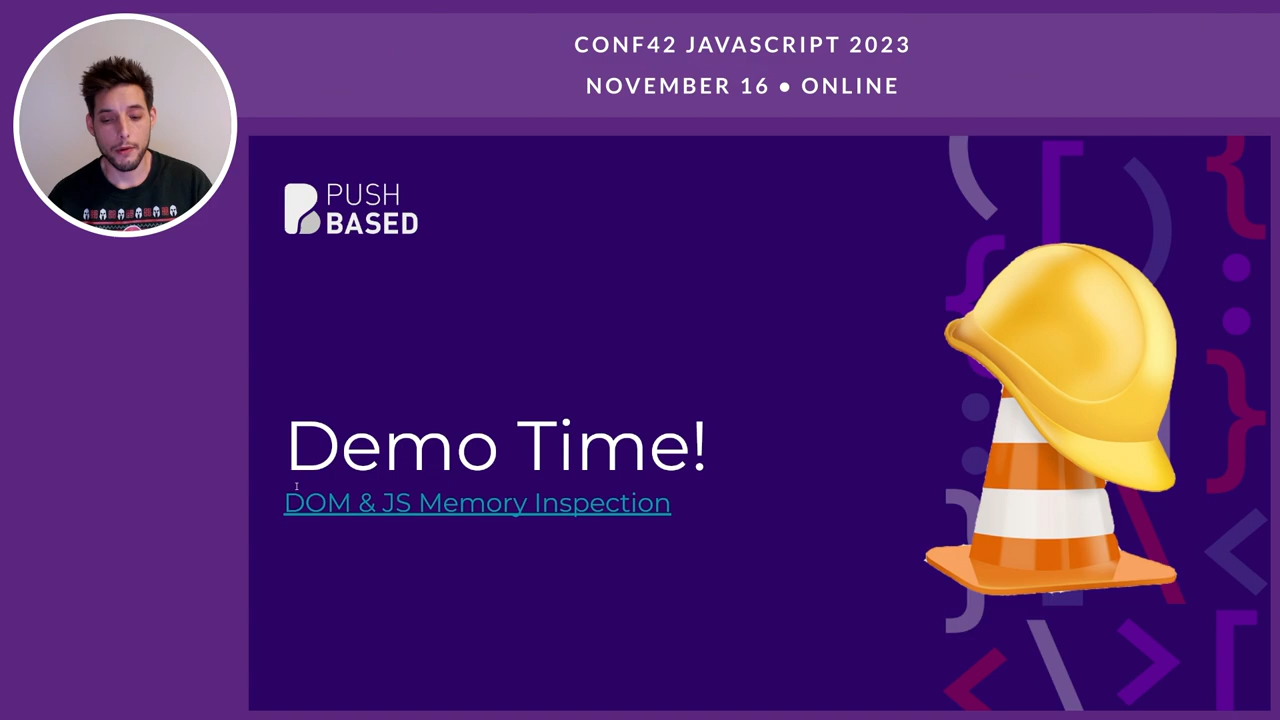 CONF42 JAVASCRIPT 2023
NOVEMBER 16 • ONLINE
PUSH
BASED
Demo Time!
DOM & JS Memory Inspection